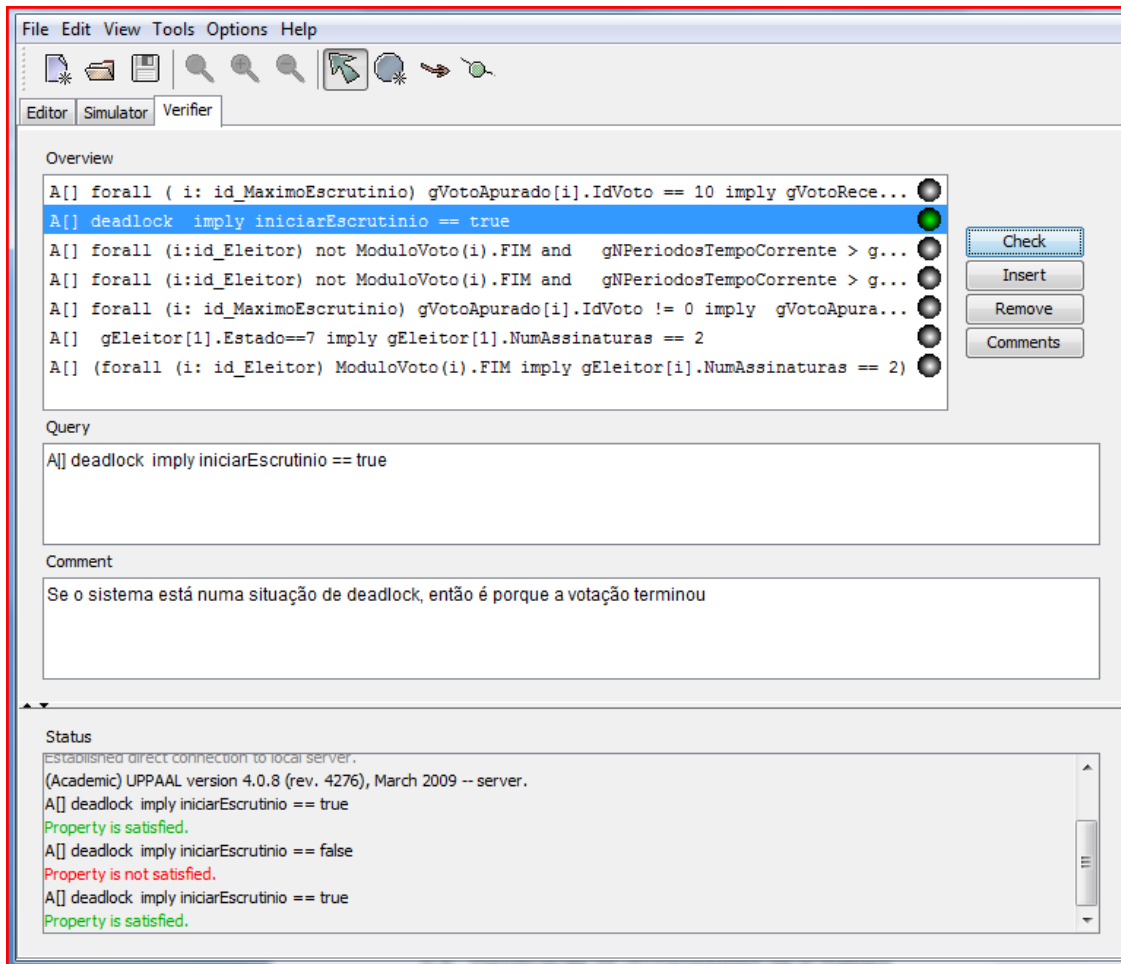 File Edit View Tools Options Help
Editor Simulator Verifier
Overview
A[] forall ( i: id_MaximoEscrutinio) gVotoApurado[i].IdVoto == 10 imply gVotoRece...
A[] deadlock imply iniciarEscrutinio == true
A[] forall (i:id_Eleitor) not ModuloVoto(i).FIM and gNPeriodosTempoCorrente > g...
A[] forall (i:id_Eleitor) not ModuloVoto(i).FIM and gNPeriodosTempoCorrente > g...
A[] forall (i: id_MaximoEscrutinio) gVotoApurado[i].IdVoto != 0 imply gVotoApura...
A[] gEleitor[1].Estado==7 imply gEleitor[1].NumAssinaturas == 2
A[] (forall (i: id_Eleitor) ModuloVoto(i).FIM imply gEleitor[i].NumAssinaturas == 2)
Check
Insert
Remove
Comments
Query
A[] deadlock imply iniciarEscrutinio == true
Comment
Se o sistema está numa situação de deadlock, então é porque a votação terminou
Status
Established direct connection to local server.
(Academic) UPPAAL version 4.0.8 (rev. 4276), March 2009 -- server.
A[] deadlock imply iniciarEscrutinio == true
Property is satisfied.
A[] deadlock imply iniciarEscrutinio == false
Property is not satisfied.
A[] deadlock imply iniciarEscrutinio == true
Property is satisfied.